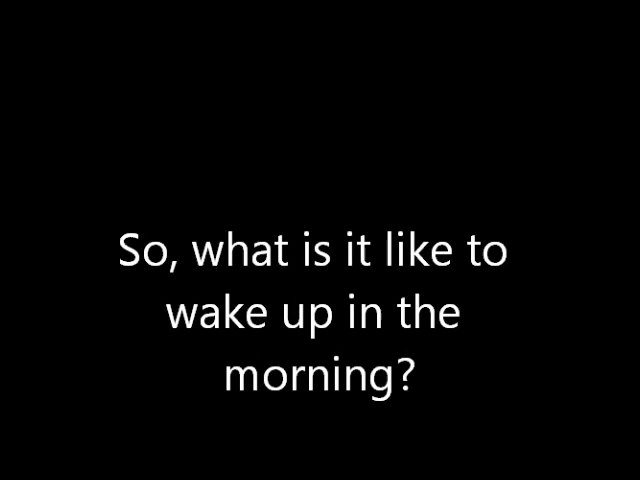 So, what is it like to
wake up in the
morning?